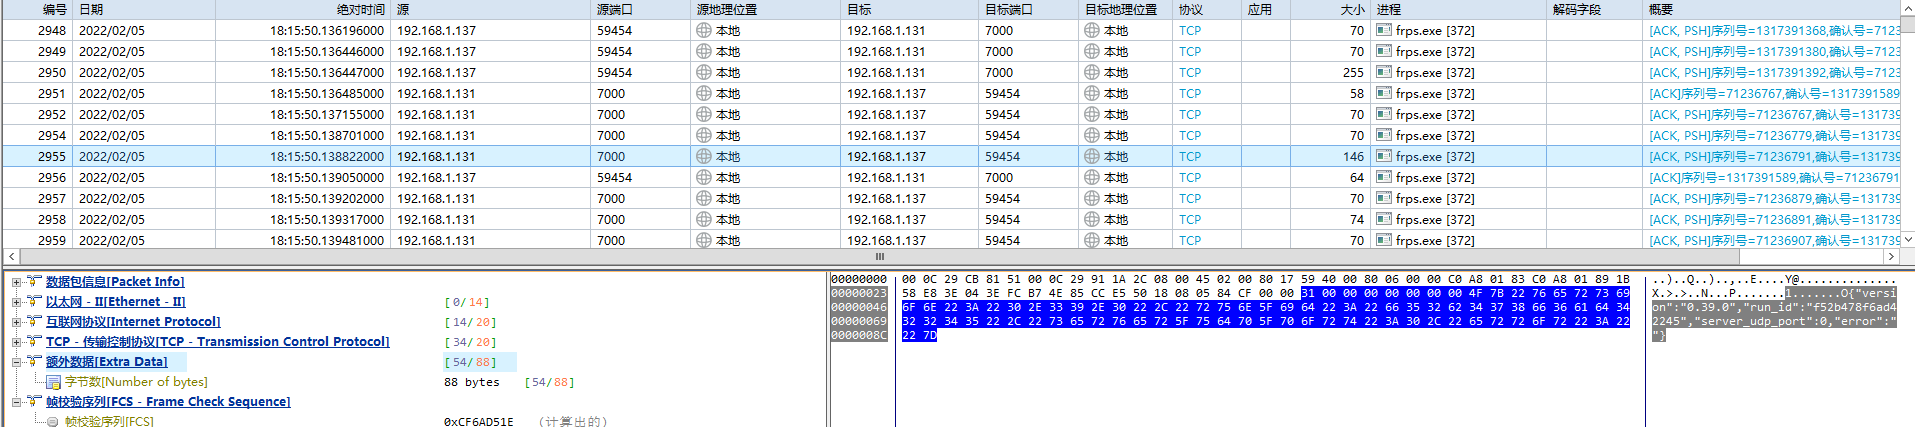 编号 日期 绝对时间 源 源端口 源地理位置 目标 目标端口 目标地理位置 协议 应用 大小 进程 解码字段 概要
2948 2022/02/05 18:15:50.136196000 192.168.1.137 59454 本地 192.168.1.131 7000 本地 TCP 70 frps.exe [372] [ACK, PSH]序列号=1317391368,确认号=7123
2949 2022/02/05 18:15:50.136446000 192.168.1.137 59454 本地 192.168.1.131 7000 本地 TCP 70 frps.exe [372] [ACK, PSH]序列号=1317391380,确认号=7123
2950 2022/02/05 18:15:50.136447000 192.168.1.137 59454 本地 192.168.1.131 7000 本地 TCP 255 frps.exe [372] [ACK, PSH]序列号=1317391392,确认号=7123
2951 2022/02/05 18:15:50.136485000 192.168.1.131 7000 本地 192.168.1.137 59454 本地 TCP 58 frps.exe [372] [ACK]序列号=71236767,确认号=1317391589
2952 2022/02/05 18:15:50.137155000 192.168.1.131 7000 本地 192.168.1.137 59454 本地 TCP 70 frps.exe [372] [ACK, PSH]序列号=71236767,确认号=131739
2954 2022/02/05 18:15:50.138701000 192.168.1.131 7000 本地 192.168.1.137 59454 本地 TCP 70 frps.exe [372] [ACK, PSH]序列号=71236779,确认号=131739
2955 2022/02/05 18:15:50.138822000 192.168.1.131 7000 本地 192.168.1.137 59454 本地 TCP 146 frps.exe [372] [ACK, PSH]序列号=71236791,确认号=131739
2956 2022/02/05 18:15:50.139050000 192.168.1.137 59454 本地 192.168.1.131 7000 本地 TCP 64 frps.exe [372] [ACK]序列号=1317391589,确认号=71236791
2957 2022/02/05 18:15:50.139202000 192.168.1.131 7000 本地 192.168.1.137 59454 本地 TCP 70 frps.exe [372] [ACK, PSH]序列号=71236879,确认号=131739
2958 2022/02/05 18:15:50.139317000 192.168.1.131 7000 本地 192.168.1.137 59454 本地 TCP 74 frps.exe [372] [ACK, PSH]序列号=71236891,确认号=131739
2959 2022/02/05 18:15:50.139481000 192.168.1.131 7000 本地 192.168.1.137 59454 本地 TCP 70 frps.exe [372] [ACK, PSH]序列号=71236907,确认号=131739
数据包信息[Packet Info]
以太网 - II[Ethernet - II] [0/14]
互联网协议[Internet Protocol] [14/20]
TCP - 传输控制协议[TCP - Transmission Control Protocol] [34/20]
额外数据[Extra Data] [54/88]
字节数[Number of bytes] 88 bytes [54/88]
帧校验序列[FCS - Frame Check Sequence]
帧校验序列[FCS] 0xCF6AD51E (计算出的)
00000000 00 0C 29 CB 81 51 00 0C 29 91 1A 2C 08 00 45 02 00 80 17 59 40 00 80 06 00 00 C0 A8 01 83 C0 A8 01 89 1B ..)..Q..)..,..E....Y@..............
00000023 58 E8 3E 04 3E FC B7 4E 85 CC E5 50 18 08 05 84 CF 00 00 31 00 00 00 00 00 00 00 4F 7B 22 76 65 72 73 69 X.>.>..N...P.......1.......O{"versi
00000046 6F 6E 22 3A 22 30 2E 33 39 2E 30 22 2C 22 72 75 6E 5F 69 64 22 3A 22 66 35 32 62 34 37 38 66 36 61 64 34 on":"0.39.0","run_id":"f52b478f6ad4
00000069 32 32 34 35 22 2C 22 73 65 72 76 65 72 5F 75 64 70 5F 70 6F 72 74 22 3A 30 2C 22 65 72 72 6F 72 22 3A 22 2245","server_udp_port":0,"error":"
0000008C 22 7D "}